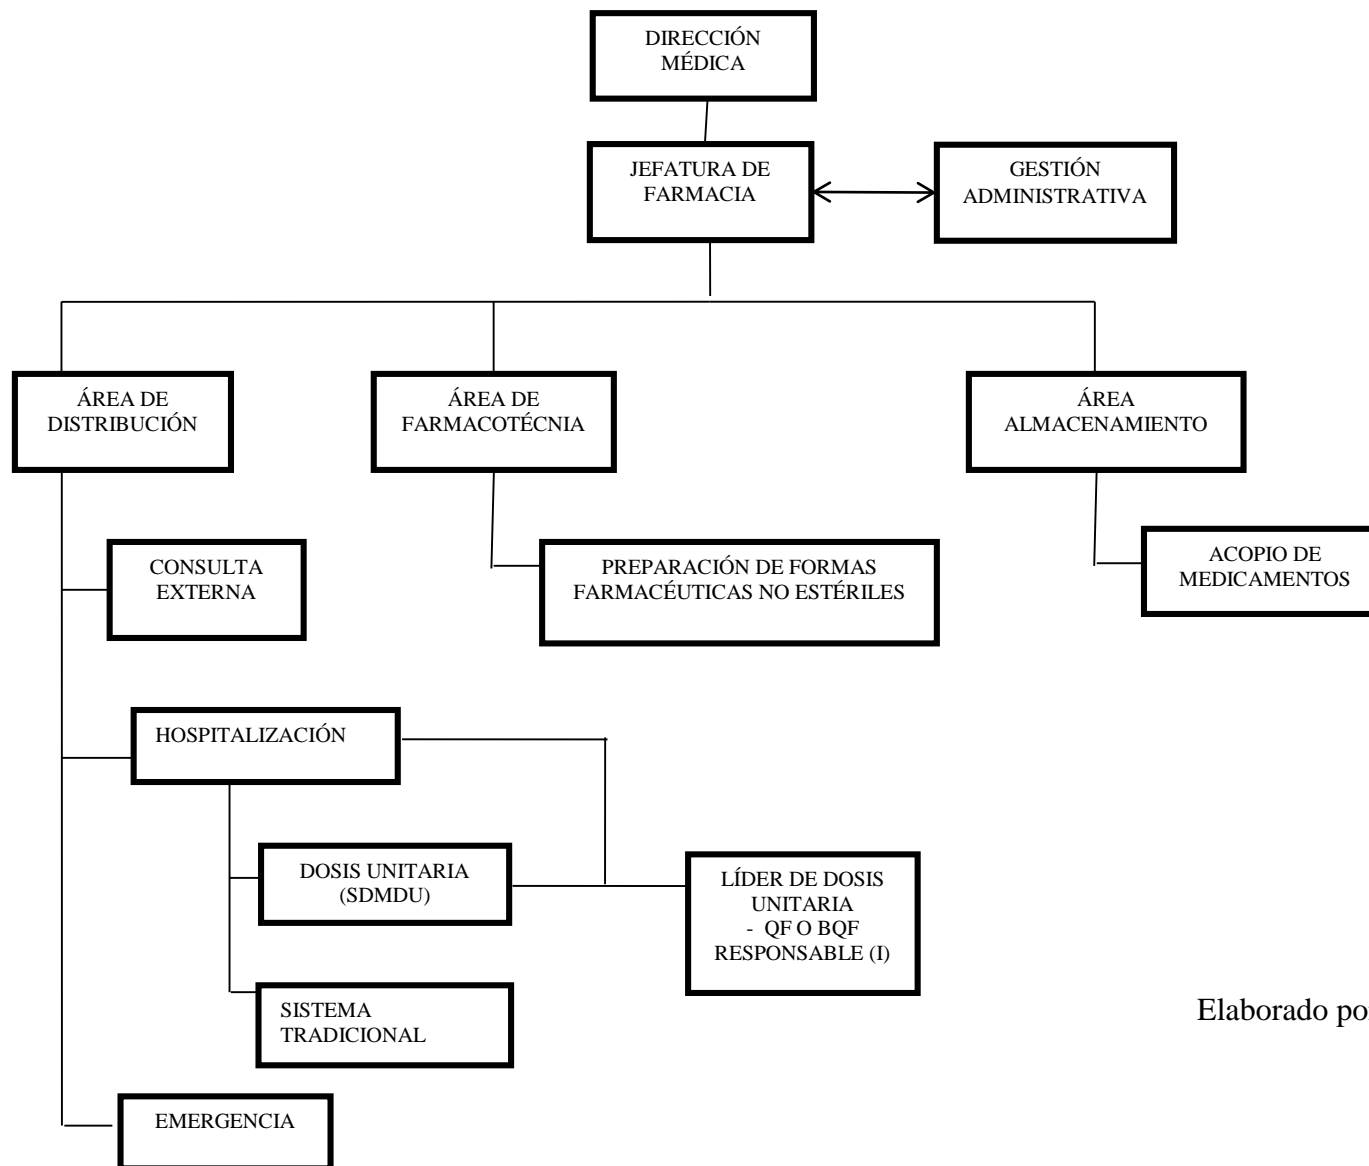 DIRECCIÓN
MÉDICA
JEFATURA DE
FARMACIA
GESTIÓN
ADMINISTRATIVA
ÁREA DE
DISTRIBUCIÓN
ÁREA DE
FARMACOTÉCNIA
ÁREA
ALMACENAMIENTO
CONSULTA
EXTERNA
PREPARACIÓN DE FORMAS
FARMACÉUTICAS NO ESTÉRILES
ACOPIO DE
MEDICAMENTOS
HOSPITALIZACIÓN
DOSIS UNITARIA
(SDMDU)
LÍDER DE DOSIS
UNITARIA
- QF O BQF
RESPONSABLE (I)
SISTEMA
TRADICIONAL
Elaborado po
EMERGENCIA